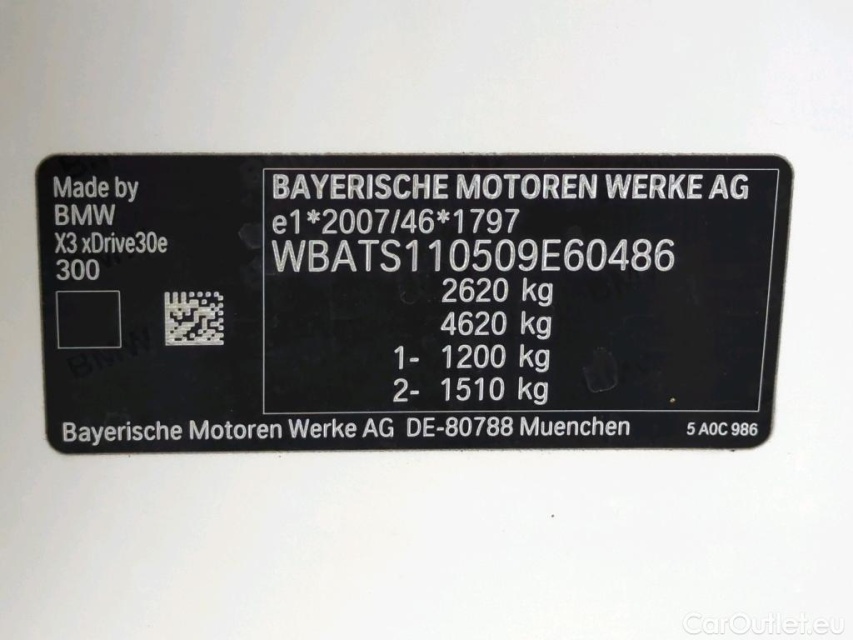 Made by
BMW
X3 xDrive30e
300
BAYERISCHE MOTOREN WERKE AG
e1*2007/46*1797
WBATS110509E60486
2620 kg
4620 kg
1- 1200 kg
2- 1510 kg
Bayerische Motoren Werke AG DE-80788 Muenchen
5 A0C 986
BMW
CarOutlet.eu